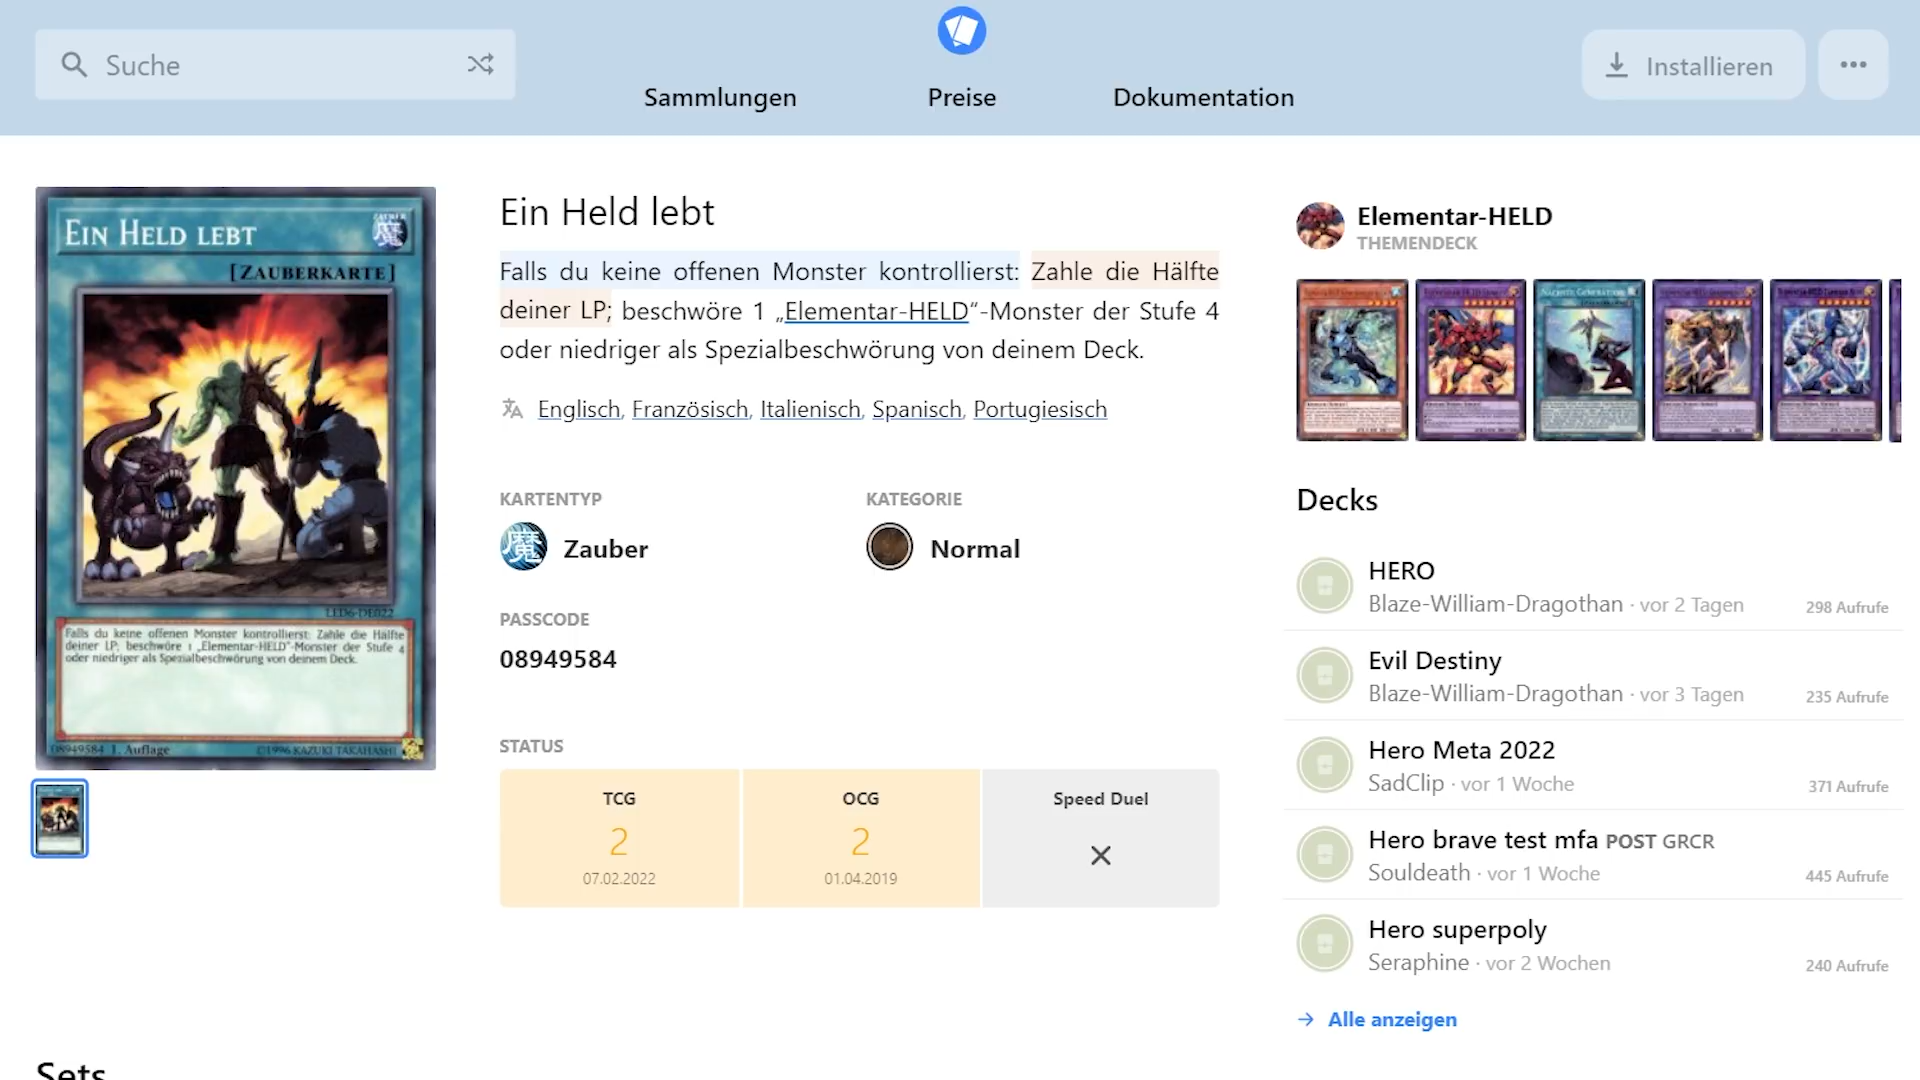 Suche
Installieren
Sammlungen
Preise
Dokumentation
EIN HELD LEBT
[ZAUBERKARTE]
LED6-DE022
Falls du keine offenen Monster kontrollierst: Zahle die Hälfte
deiner LP; beschwöre 1 „Elementar-HELD“-Monster der Stufe 4
oder niedriger als Spezialbeschwörung von deinem Deck.
08949584 1. Auflage
©1996 KAZUKI TAKAHASHI
Ein Held lebt
Falls du keine offenen Monster kontrollierst: Zahle die Hälfte
deiner LP; beschwöre 1 „Elementar-HELD“-Monster der Stufe 4
oder niedriger als Spezialbeschwörung von deinem Deck.
Englisch, Französisch, Italienisch, Spanisch, Portugiesisch
KARTENTYP
魔 Zauber
KATEGORIE
Normal
PASSCODE
08949584
STATUS
TCG
2
07.02.2022
OCG
2
01.04.2019
Speed Duel
Elementar-HELD
THEMENDECK
Decks
HERO
Blaze-William-Dragothan · vor 2 Tagen
298 Aufrufe
Evil Destiny
Blaze-William-Dragothan · vor 3 Tagen
235 Aufrufe
Hero Meta 2022
SadClip · vor 1 Woche
371 Aufrufe
Hero brave test mfa POST GRCR
Souldeath · vor 1 Woche
445 Aufrufe
Hero superpoly
Seraphine · vor 2 Wochen
240 Aufrufe
Alle anzeigen
Sets